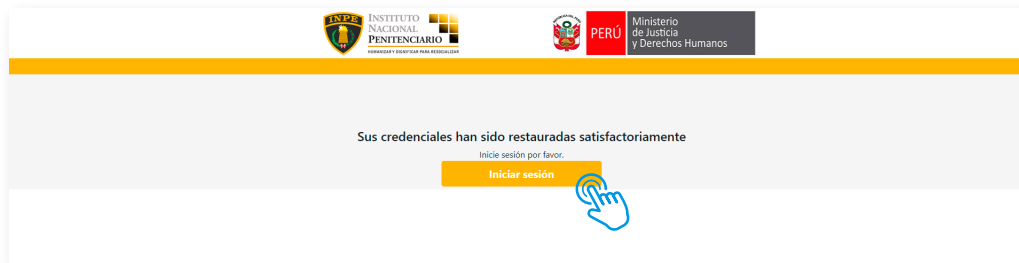 INPE
INSTITUTO
NACIONAL
PENITENCIARIO
HUMANIZAR Y DIGNIFICAR PARA RESOCIALIZAR
PERÚ
Ministerio
de Justicia
y Derechos Humanos
Sus credenciales han sido restauradas satisfactoriamente
Inicie sesión por favor.
Iniciar sesión